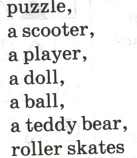 puzzle,
a scooter,
a player,
a doll,
a ball,
a teddy bear,
roller skates